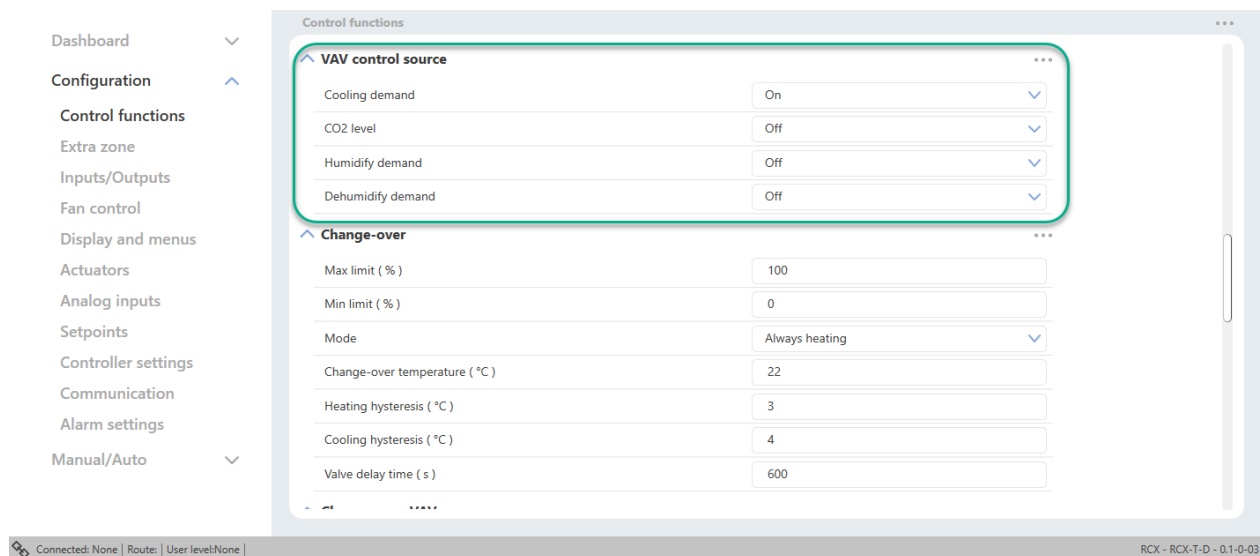 Control functions
Dashboard
VAV control source
Configuration
Cooling demand On
Control functions
CO2 level Off
Extra zone
Humidify demand Off
Inputs/Outputs
Dehumidify demand Off
Fan control
Change-over
Display and menus
Max limit ( % ) 100
Actuators
Min limit ( % ) 0
Analog inputs
Mode Always heating
Setpoints
Change-over temperature ( °C ) 22
Controller settings
Heating hysteresis ( °C ) 3
Communication
Cooling hysteresis ( °C ) 4
Alarm settings
Valve delay time ( s ) 600
Manual/Auto
Connected: None | Route: | User level:None |
RCX - RCX-T-D - 0.1-0-03